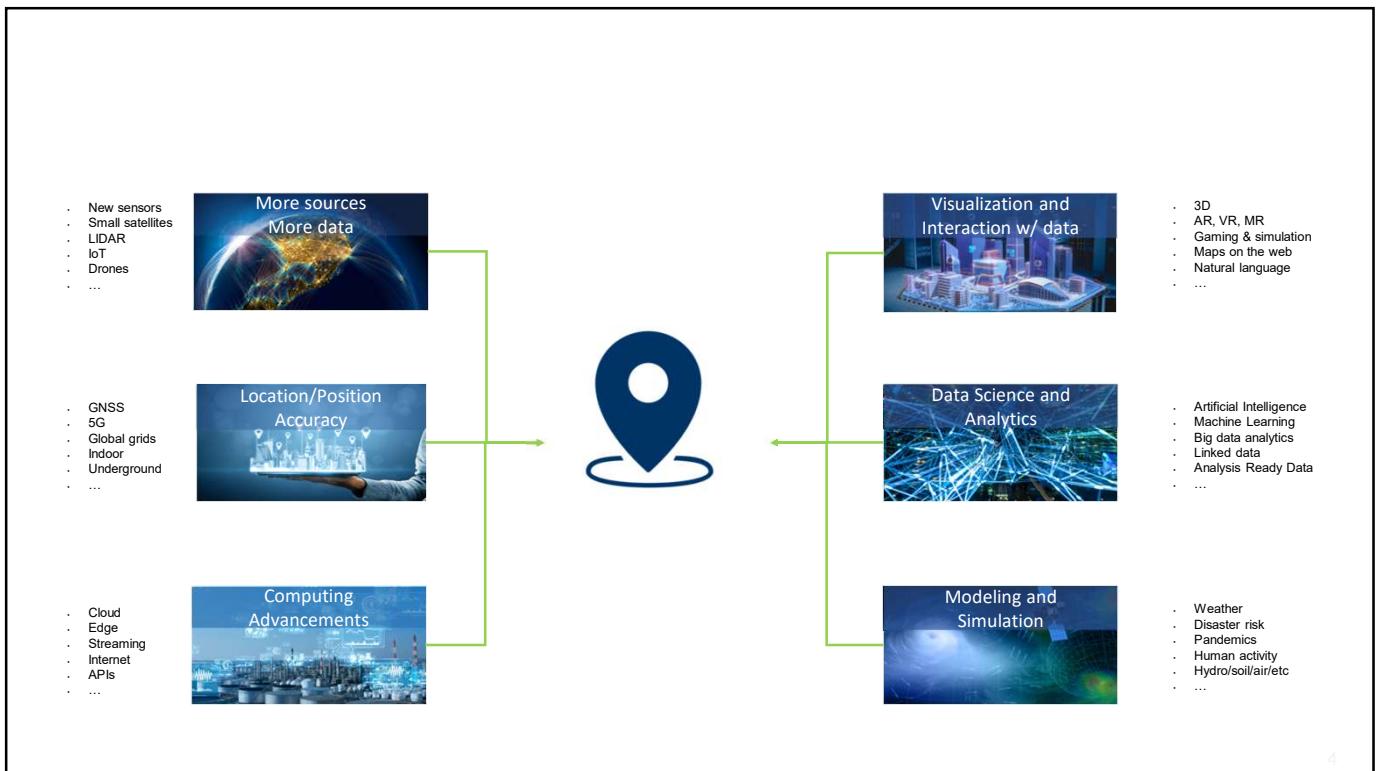 · New sensors
· Small satellites
· LIDAR
· IoT
· Drones
· …
More sources
More data
· GNSS
· 5G
· Global grids
· Indoor
· Underground
· …
Location/Position
Accuracy
· Cloud
· Edge
· Streaming
· Internet
· APIs
· …
Computing
Advancements
Visualization and
Interaction w/ data
· 3D
· AR, VR, MR
· Gaming & simulation
· Maps on the web
· Natural language
· …
Data Science and
Analytics
· Artificial Intelligence
· Machine Learning
· Big data analytics
· Linked data
· Analysis Ready Data
· …
Modeling and
Simulation
· Weather
· Disaster risk
· Pandemics
· Human activity
· Hydro/soil/air/etc
· …
4